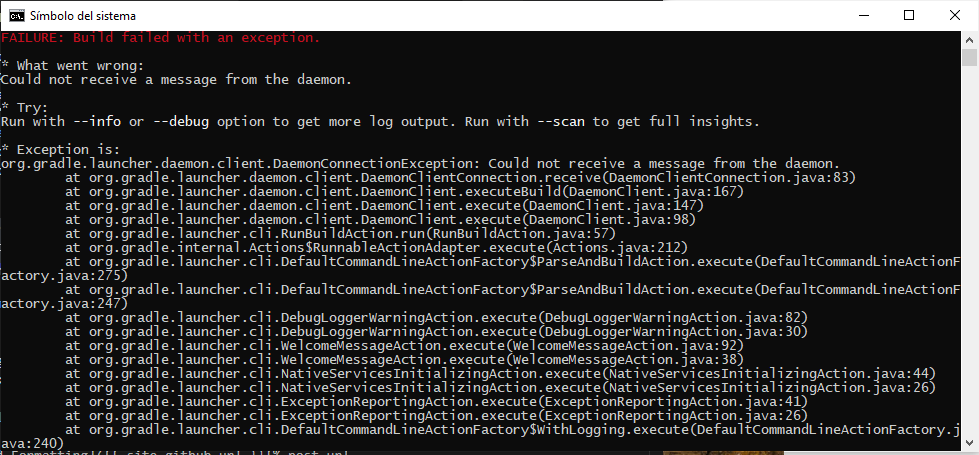 Símbolo del sistema
FAILURE: Build failed with an exception.
* What went wrong:
Could not receive a message from the daemon.
* Try:
Run with --info or --debug option to get more log output. Run with --scan to get full insights.
* Exception is:
org.gradle.launcher.daemon.client.DaemonConnectionException: Could not receive a message from the daemon.
at org.gradle.launcher.daemon.client.DaemonClientConnection.receive(DaemonClientConnection.java:83)
at org.gradle.launcher.daemon.client.DaemonClient.executeBuild(DaemonClient.java:167)
at org.gradle.launcher.daemon.client.DaemonClient.execute(DaemonClient.java:147)
at org.gradle.launcher.daemon.client.DaemonClient.execute(DaemonClient.java:98)
at org.gradle.launcher.cli.RunBuildAction.run(RunBuildAction.java:57)
at org.gradle.internal.Actions$RunnableActionAdapter.execute(Actions.java:212)
at org.gradle.launcher.cli.DefaultCommandLineActionFactory$ParseAndBuildAction.execute(DefaultCommandLineActionF
actory.java:275)
at org.gradle.launcher.cli.DefaultCommandLineActionFactory$ParseAndBuildAction.execute(DefaultCommandLineActionF
actory.java:247)
at org.gradle.launcher.cli.DebugLoggerWarningAction.execute(DebugLoggerWarningAction.java:82)
at org.gradle.launcher.cli.DebugLoggerWarningAction.execute(DebugLoggerWarningAction.java:30)
at org.gradle.launcher.cli.WelcomeMessageAction.execute(WelcomeMessageAction.java:92)
at org.gradle.launcher.cli.WelcomeMessageAction.execute(WelcomeMessageAction.java:38)
at org.gradle.launcher.cli.NativeServicesInitializingAction.execute(NativeServicesInitializingAction.java:44)
at org.gradle.launcher.cli.NativeServicesInitializingAction.execute(NativeServicesInitializingAction.java:26)
at org.gradle.launcher.cli.ExceptionReportingAction.execute(ExceptionReportingAction.java:41)
at org.gradle.launcher.cli.ExceptionReportingAction.execute(ExceptionReportingAction.java:26)
at org.gradle.launcher.cli.DefaultCommandLineActionFactory$WithLogging.execute(DefaultCommandLineActionFactory.j
ava:240)